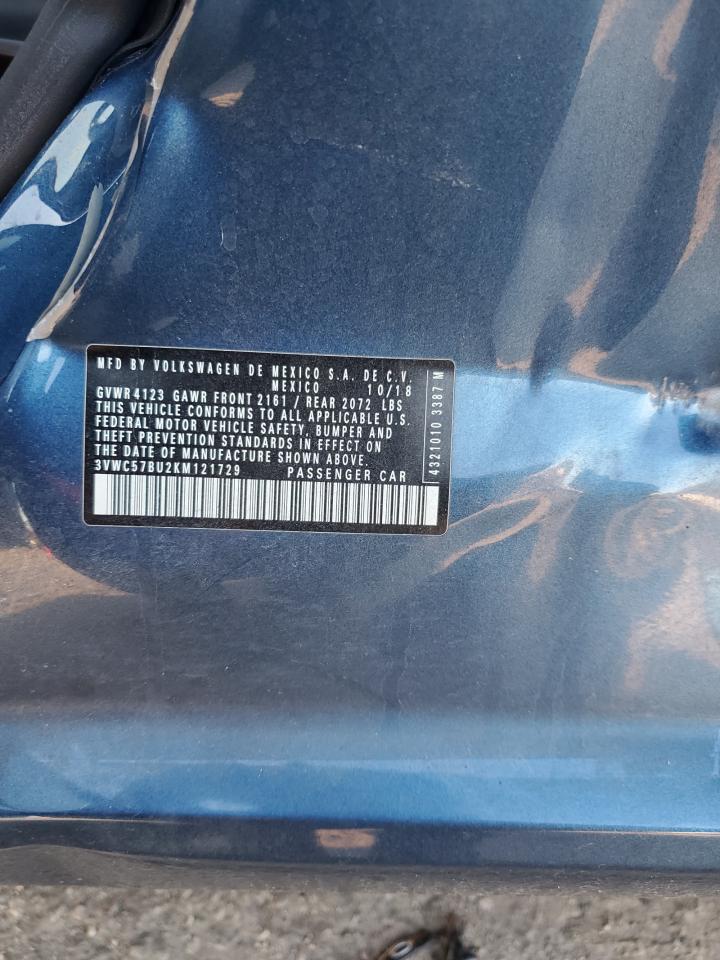 MFD BY VOLKSWAGEN DE MEXICO S.A. DE C.V.
MEXICO 10/18
GVWR 4123 GAWR FRONT 2161 / REAR 2072 LBS
THIS VEHICLE CONFORMS TO ALL APPLICABLE U.S.
FEDERAL MOTOR VEHICLE SAFETY, BUMPER AND
THEFT PREVENTION STANDARDS IN EFFECT ON
THE DATE OF MANUFACTURE SHOWN ABOVE.
3VWC57BU2KM121729 PASSENGER CAR
4321010 3387 M